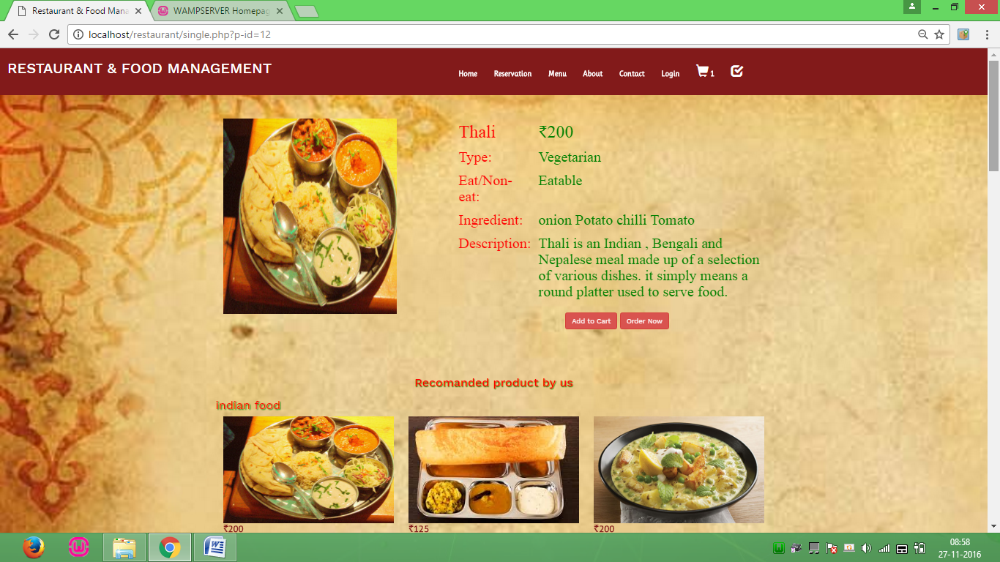 Restaurant & Food Mana
WAMPSERVER Homepag
localhost/restaurant/single.php?p-id=12
RESTAURANT & FOOD MANAGEMENT
Home Reservation Menu About Contact Login 1
Thali ₹200
Type: Vegetarian
Eat/Non-
eat: Eatable
Ingredient: onion Potato chilli Tomato
Description: Thali is an Indian , Bengali and
Nepalese meal made up of a selection
of various dishes. it simply means a
round platter used to serve food.
Add to Cart Order Now
Recomanded product by us
indian food
₹200 ₹125 ₹200
08:58
27-11-2016